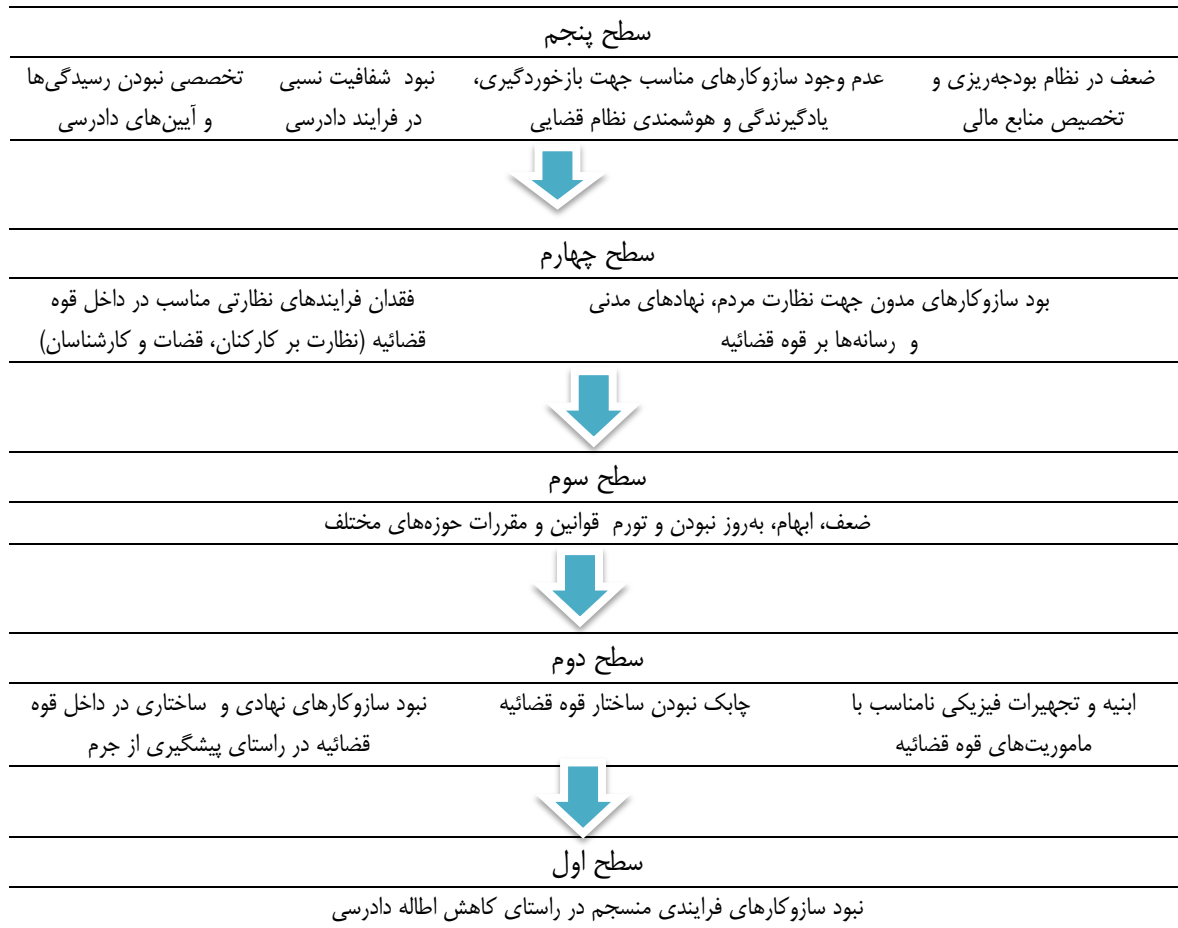 سطح پنجم
ضعف در نظام بودجه‌ریزی و
تخصیص منابع مالی
عدم وجود سازوکارهای مناسب جهت بازخوردگیری،
یادگیرندگی و هوشمندی نظام قضایی
نبود شفافیت نسبی
در فرایند دادرسی
تخصصی نبودن رسیدگی‌ها
و آیین‌های دادرسی
سطح چهارم
بود سازوکارهای مدون جهت نظارت مردم، نهادهای مدنی
و رسانه‌ها بر قوه قضائیه
فقدان فرایندهای نظارتی مناسب در داخل قوه
قضائیه (نظارت بر کارکنان، قضات و کارشناسان)
سطح سوم
ضعف، ابهام، به‌روز نبودن و تورم قوانین و مقررات حوزه‌های مختلف
سطح دوم
ابنیه و تجهیرات فیزیکی نامناسب با
ماموریت‌های قوه قضائیه
چابک نبودن ساختار قوه قضائیه
نبود سازوکارهای نهادی و ساختاری در داخل قوه
قضائیه در راستای پیشگیری از جرم
سطح اول
نبود سازوکارهای فرایندی منسجم در راستای کاهش اطاله دادرسی